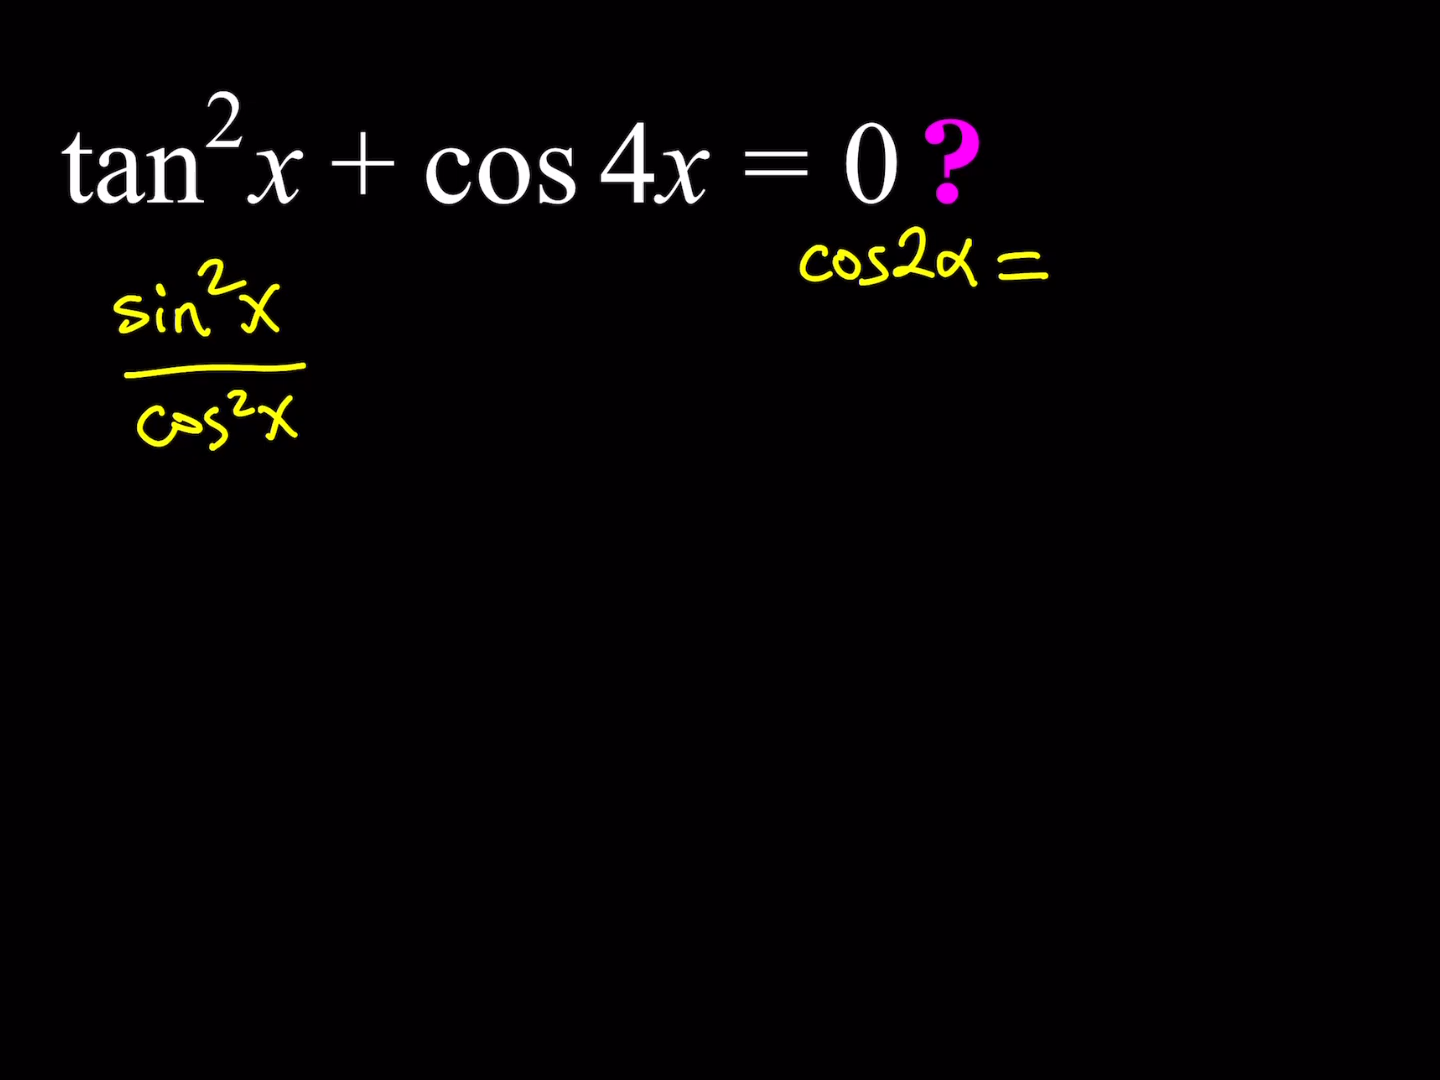 tan²x + cos 4x = 0 ?
cos2α =
sin²x
cos²x